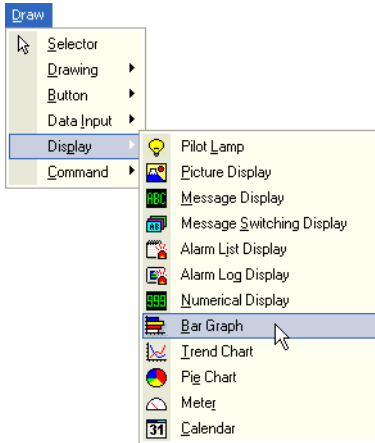 Draw
Selector
Drawing
Button
Data Input
Display
Command
Pilot Lamp
Picture Display
ABC Message Display
AB Message Switching Display
Alarm List Display
Alarm Log Display
999 Numerical Display
Bar Graph
Trend Chart
Pie Chart
Meter
31 Calendar